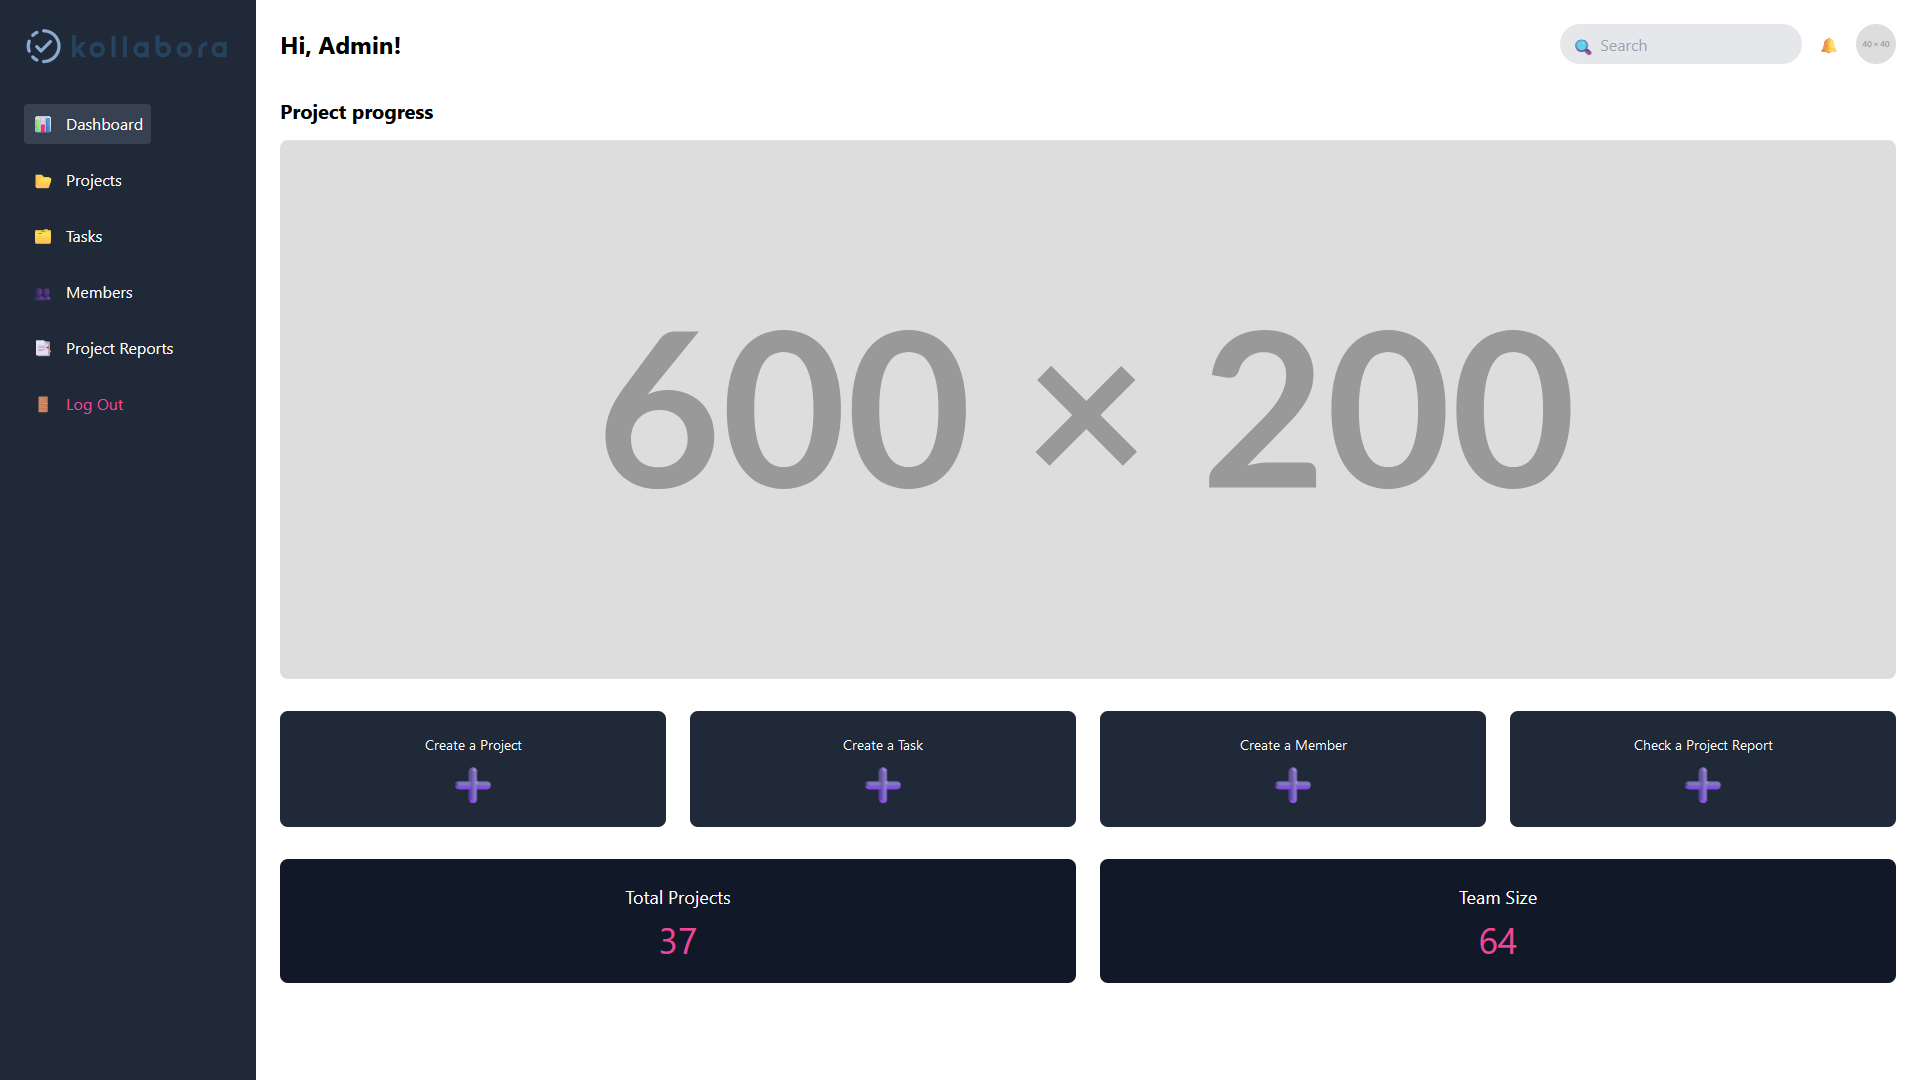 kollabora
Dashboard
Projects
Tasks
Members
Project Reports
Log Out
Hi, Admin!
Search
40 × 40
Project progress
600 × 200
Create a Project
Create a Task
Create a Member
Check a Project Report
Total Projects
37
Team Size
64